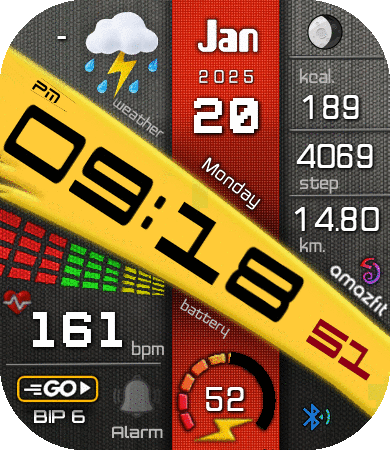 -
Jan
2025
20
Monday
weather
kcal.
189
4069
step
14.80
km.
PM
09:18
51
amazfit
161
bpm
battery
52
GO
BIP 6
Alarm